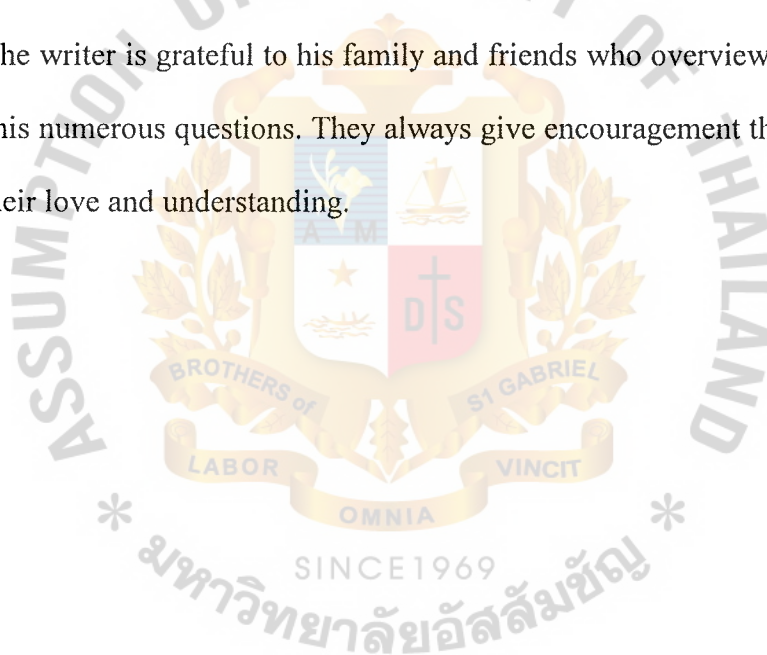 he writer is grateful to his family and friends who overview
his numerous questions. They always give encouragement th
eir love and understanding.
ASSUMPTION
THAILAND
A M
D S
BROTHERS of
S1 GABRIEL
LABOR
VINCIT
OMNIA
* SINCE1969 *
มหาวิทยาลัยอัสสัมชัญ